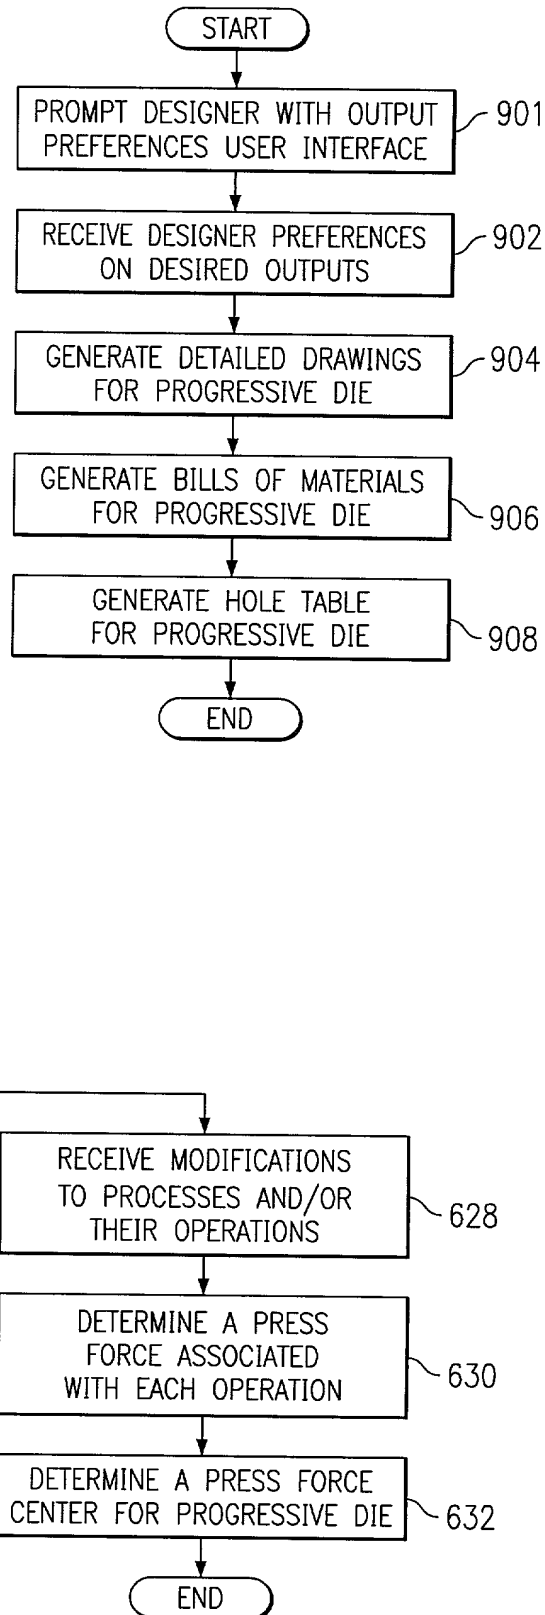 START
PROMPT DESIGNER WITH OUTPUT
PREFERENCES USER INTERFACE
901
RECEIVE DESIGNER PREFERENCES
ON DESIRED OUTPUTS
902
GENERATE DETAILED DRAWINGS
FOR PROGRESSIVE DIE
904
GENERATE BILLS OF MATERIALS
FOR PROGRESSIVE DIE
906
GENERATE HOLE TABLE
FOR PROGRESSIVE DIE
908
END
RECEIVE MODIFICATIONS
TO PROCESSES AND/OR
THEIR OPERATIONS
628
DETERMINE A PRESS
FORCE ASSOCIATED
WITH EACH OPERATION
630
DETERMINE A PRESS FORCE
CENTER FOR PROGRESSIVE DIE
632
END